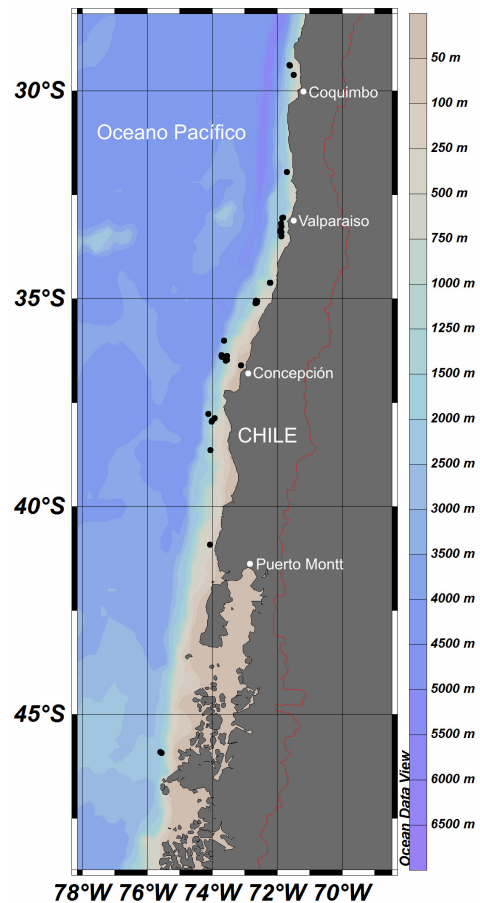 30°S
35°S
40°S
45°S
78°W 76°W 74°W 72°W 70°W
Oceano Pacífico
Coquimbo
Valparaiso
Concepción
CHILE
Puerto Montt
50 m
100 m
250 m
500 m
750 m
1000 m
1250 m
1500 m
2000 m
2500 m
3000 m
3500 m
4000 m
4500 m
5000 m
5500 m
6000 m
6500 m
Ocean Data View